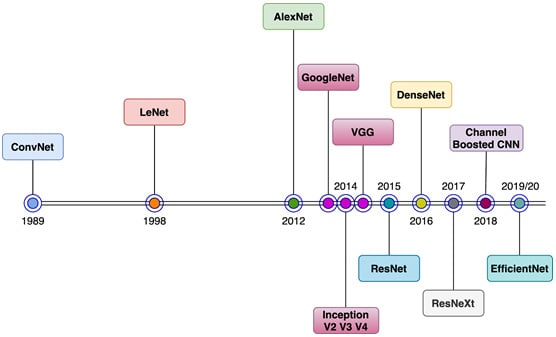 AlexNet
GoogleNet
DenseNet
LeNet
VGG
Channel
Boosted CNN
ConvNet
2014
2015
2017
2019/20
1989
1998
2012
2016
2018
ResNet
EfficientNet
ResNeXt
Inception
V2 V3 V4